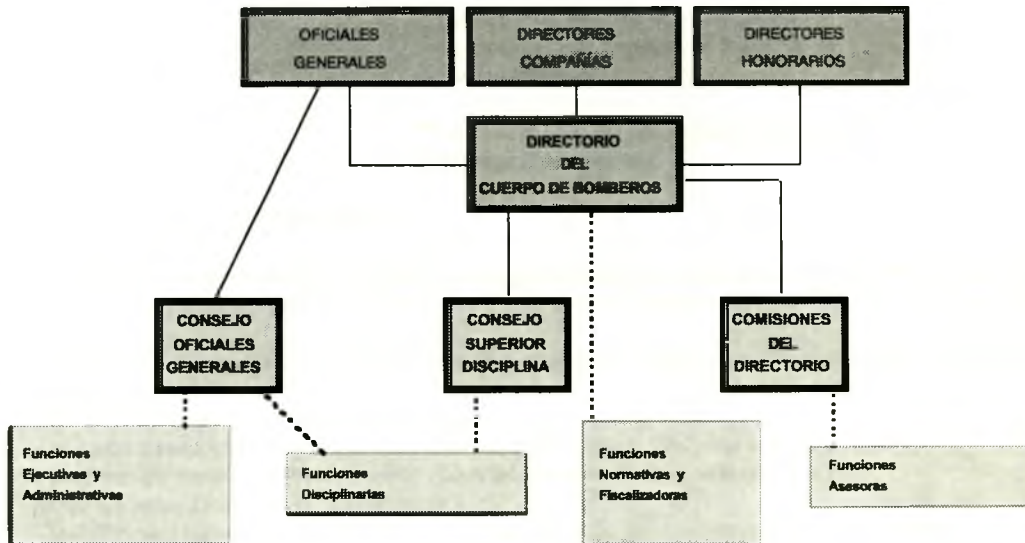 OFICIALES
GENERALES
DIRECTORES
COMPAÑIAS
DIRECTORES
HONORARIOS
DIRECTORIO
DEL
CUERPO DE BOMBEROS
CONSEJO
OFICIALES
GENERALES
CONSEJO
SUPERIOR
DISCIPLINA
COMISIONES
DEL
DIRECTORIO
Funciones
Ejecutivas y
Administrativas
Funciones
Disciplinarias
Funciones
Normativas y
Fiscalizadoras
Funciones
Asesoras